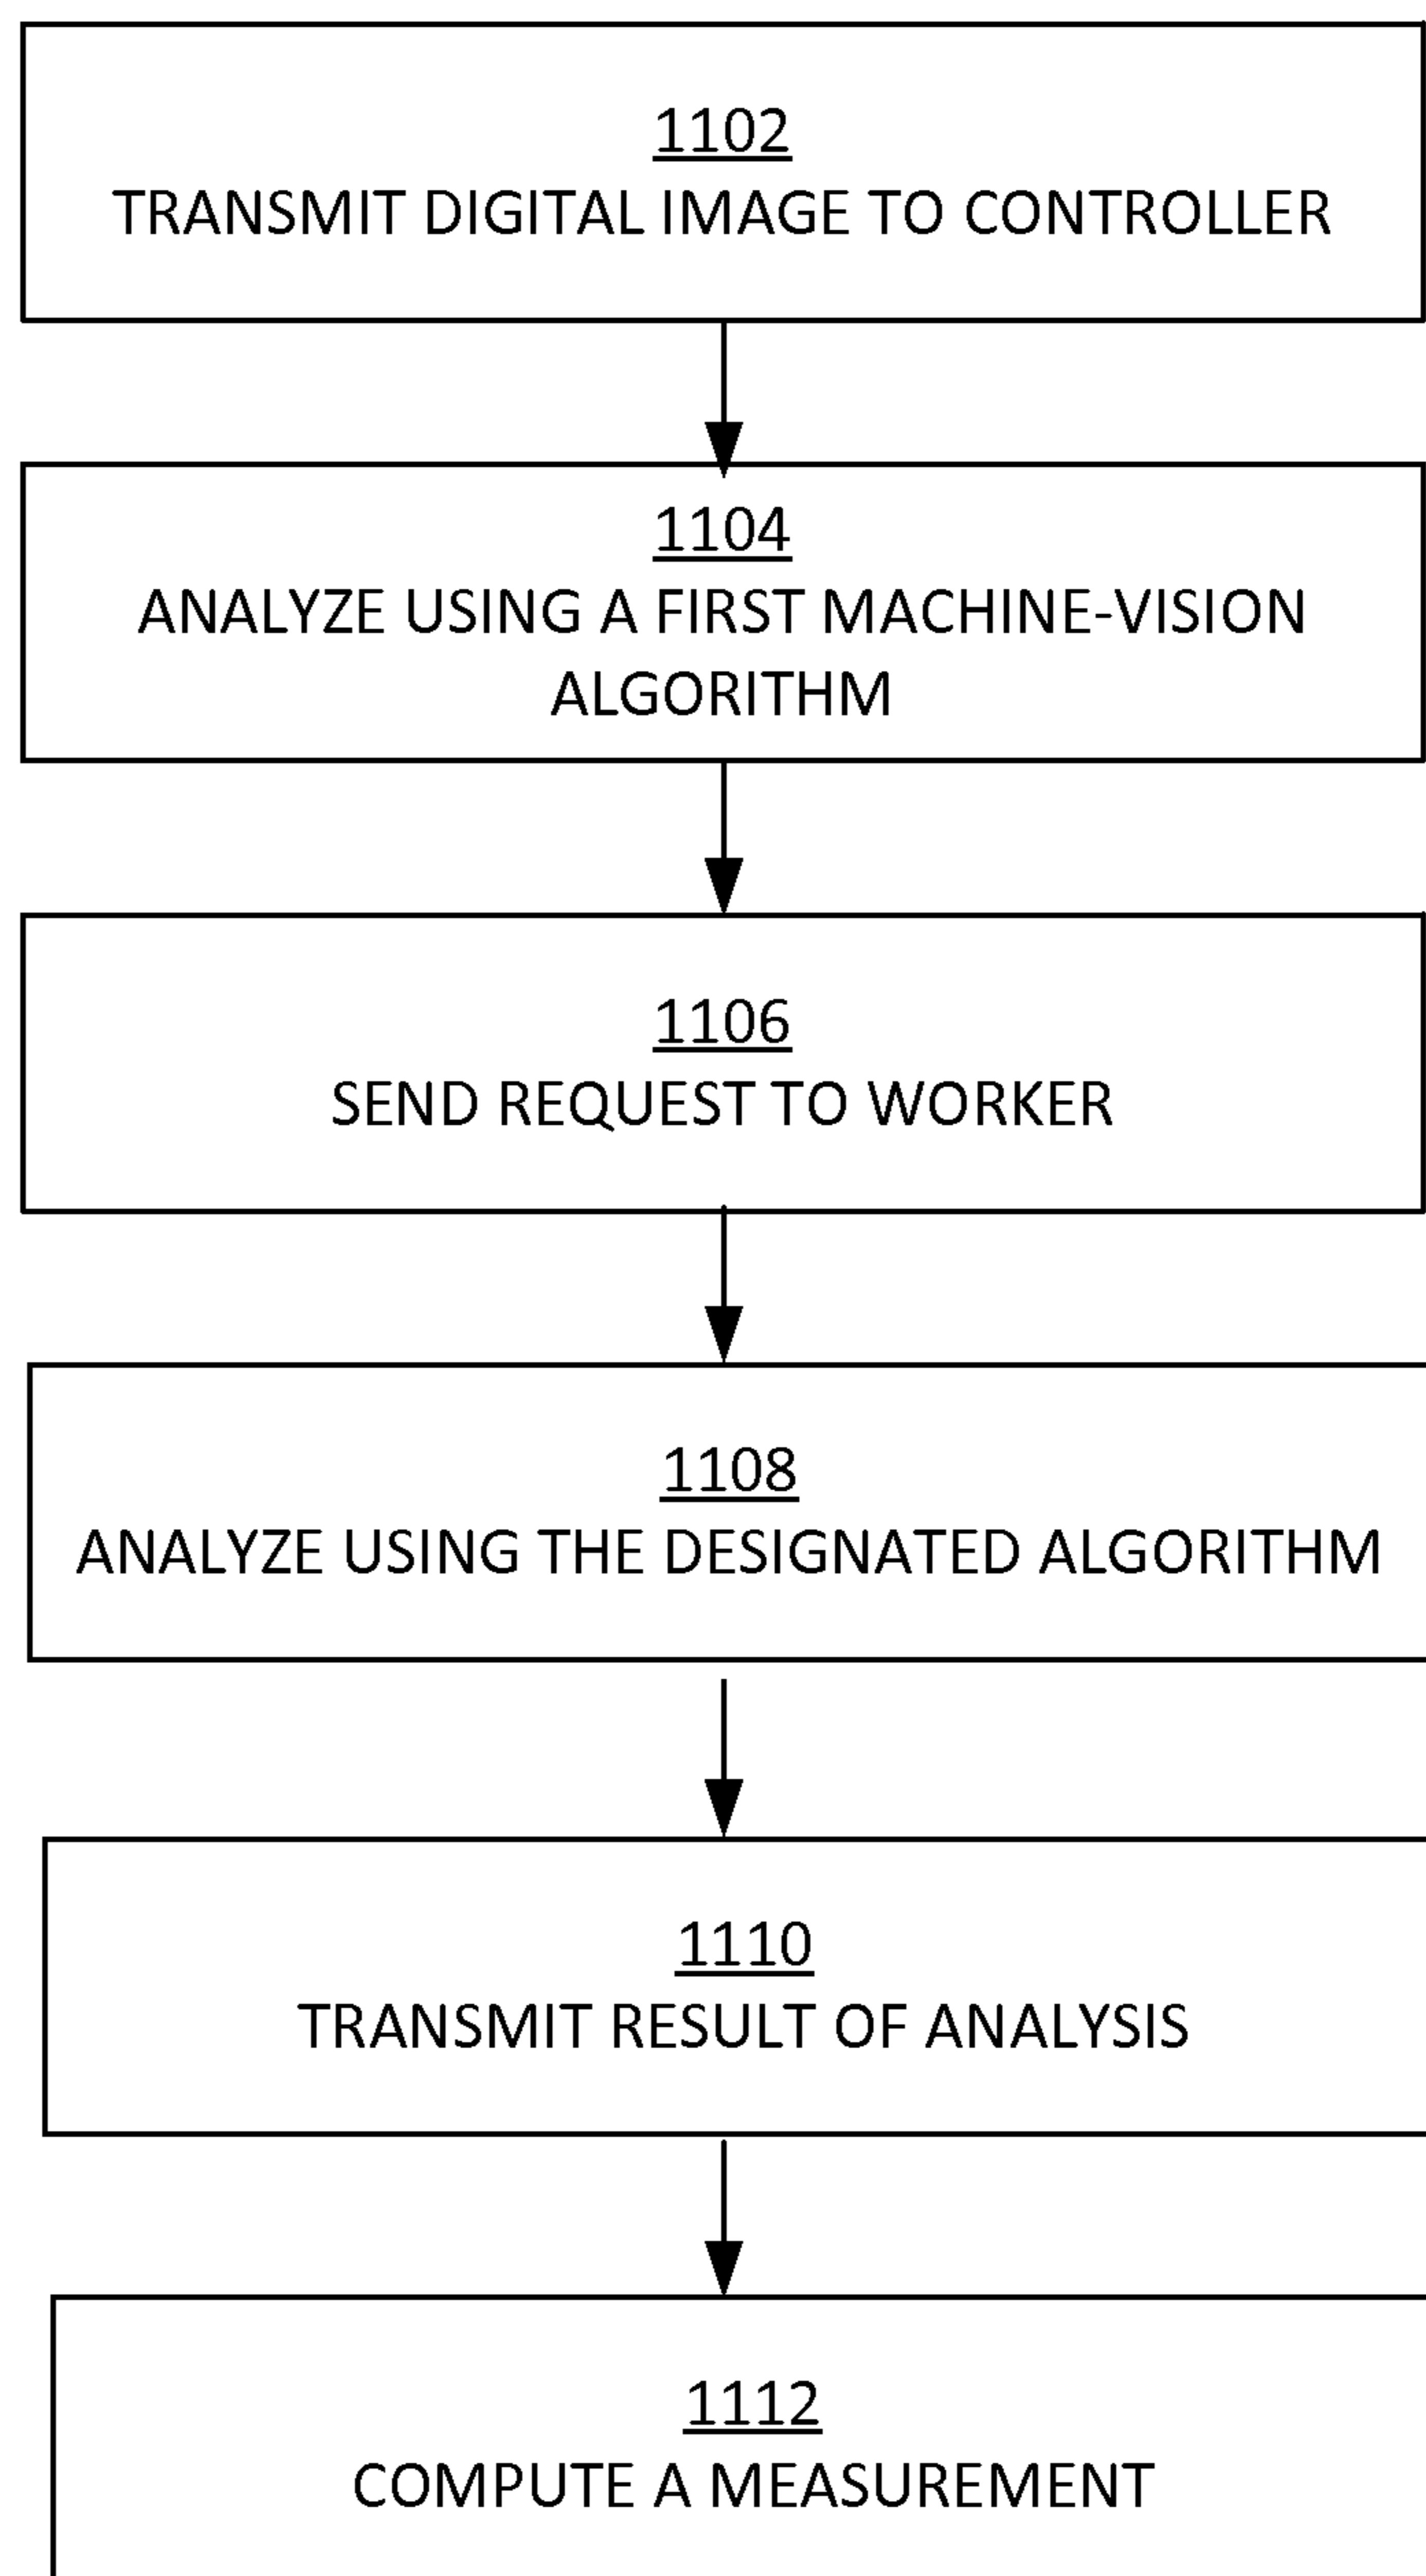 1102
TRANSMIT DIGITAL IMAGE TO CONTROLLER
1104
ANALYZE USING A FIRST MACHINE-VISION
ALGORITHM
1106
SEND REQUEST TO WORKER
1108
ANALYZE USING THE DESIGNATED ALGORITHM
1110
TRANSMIT RESULT OF ANALYSIS
1112
COMPUTE A MEASUREMENT